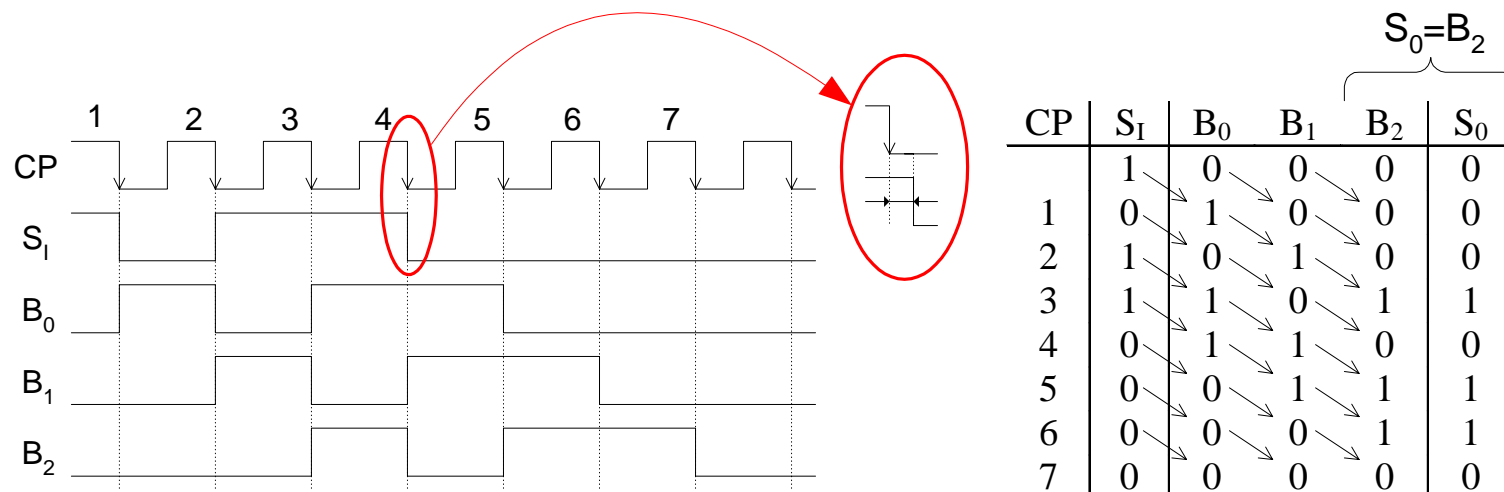 1 2 3 4 5 6 7
CP
S_I
B_0
B_1
B_2
S_0=B_2
CP S_I B_0 B_1 B_2 S_0
1 0 0 0 0
1 0 1 0 0 0
2 1 0 1 0 0
3 1 1 0 1 1
4 0 1 1 0 0
5 0 0 1 1 1
6 0 0 0 1 1
7 0 0 0 0 0